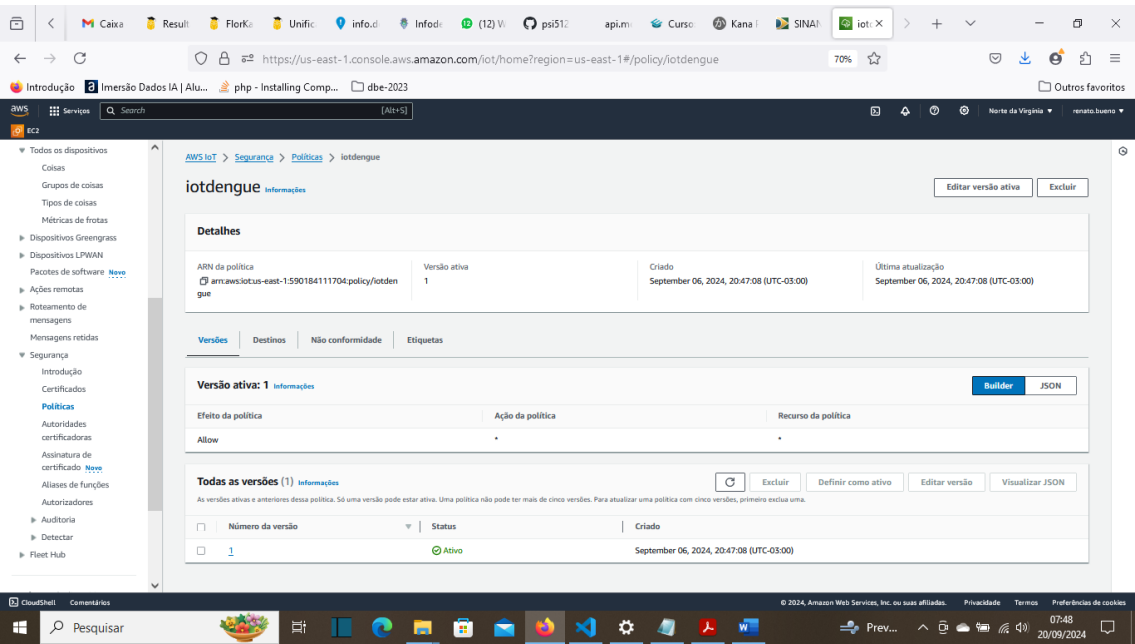 Caixa
Result
FlorKa
Unific
info.d
Infode
(12) W
psi512
api.m
Curso
Kana
SINAN
iot
https://us-east-1.console.aws.amazon.com/iot/home?region=us-east-1#/policy/iotdengue
70%
Introdução
Imersão Dados IA | Alu...
php - Installing Comp...
dbe-2023
Outros favoritos
aws
Serviços
Search
[Alt+S]
Norte da Virgínia
renato.bueno
EC2
Todos os dispositivos
Coisas
Grupos de coisas
Tipos de coisas
Métricas de frotas
Dispositivos Greengrass
Dispositivos LPWAN
Pacotes de software Novo
Ações remotas
Roteamento de
mensagens
Mensagens retidas
Segurança
Introdução
Certificados
Políticas
Autoridades
certificadoras
Assinatura de
certificado Novo
Aliases de funções
Autorizadores
Auditoria
Detectar
Fleet Hub
AWS IoT > Segurança > Políticas > iotdengue
iotdengue Informações
Editar versão ativa
Excluir
Detalhes
ARN da política
arn:aws:iot:us-east-1:590184111704:policy/iotden
gue
Versão ativa
1
Criado
September 06, 2024, 20:47:08 (UTC-03:00)
Última atualização
September 06, 2024, 20:47:08 (UTC-03:00)
Versões
Destinos
Não conformidade
Etiquetas
Versão ativa: 1 Informações
Builder
JSON
Efeito da política
Ação da política
Recurso da política
Allow
*
*
Todas as versões (1) Informações
Excluir
Definir como ativo
Editar versão
Visualizar JSON
As versões ativas e anteriores dessa política. Só uma versão pode estar ativa. Uma política não pode ter mais de cinco versões. Para atualizar uma política com cinco versões, primeiro exclua uma.
Número da versão
Status
Criado
1
Ativo
September 06, 2024, 20:47:08 (UTC-03:00)
CloudShell
Comentários
© 2024, Amazon Web Services, Inc. ou suas afiliadas.
Privacidade
Termos
Preferências de cookies
Pesquisar
Prev...
07:48
20/09/2024